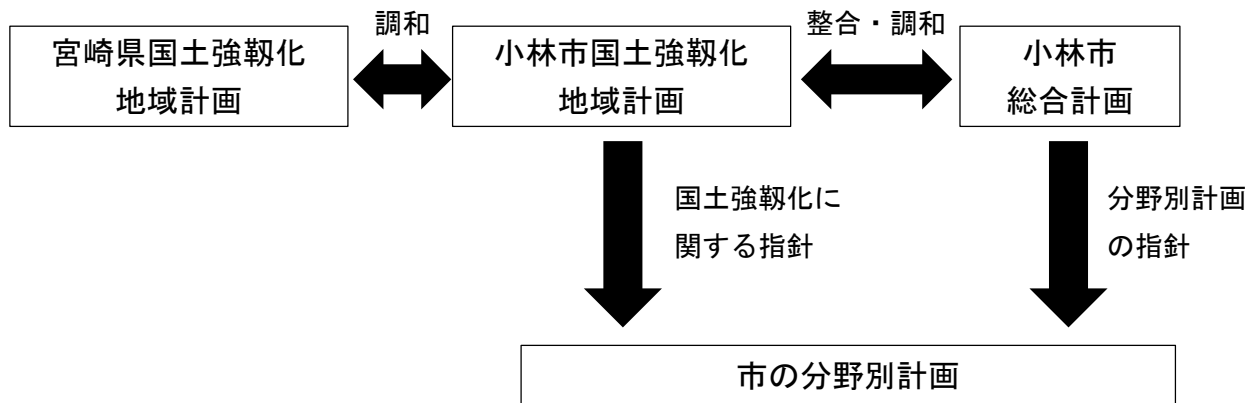 調和
整合・調和
宮崎県国土強靱化
地域計画
小林市国土強靱化
地域計画
小林市
総合計画
国土強靱化に
関する指針
分野別計画
の指針
市の分野別計画